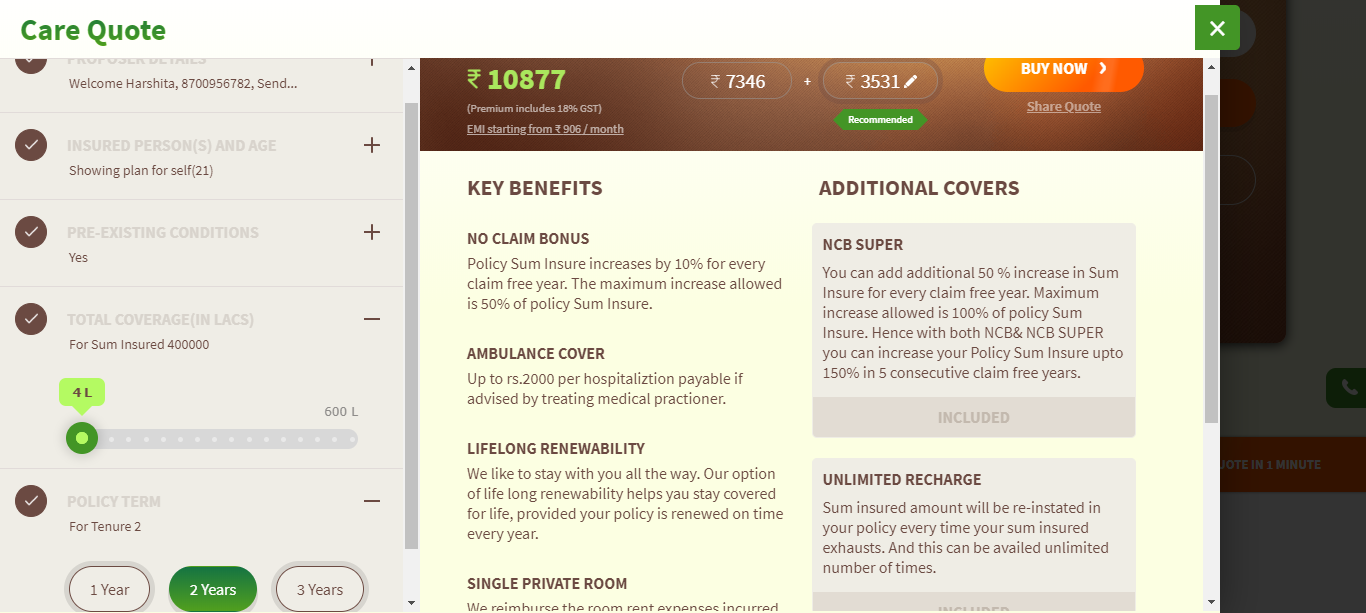 Care Quote
PROPOSER DETAILS
Welcome Harshita, 8700956782, Send...
INSURED PERSON(S) AND AGE
Showing plan for self(21)
PRE-EXISTING CONDITIONS
Yes
TOTAL COVERAGE(IN LACS)
For Sum Insured 400000
4 L
600 L
POLICY TERM
For Tenure 2
1 Year
2 Years
3 Years
₹ 10877
(Premium includes 18% GST)
EMI starting from ₹ 906 / month
₹ 7346 + ₹ 3531
Recommended
BUY NOW
Share Quote
KEY BENEFITS
NO CLAIM BONUS
Policy Sum Insure increases by 10% for every
claim free year. The maximum increase allowed
is 50% of policy Sum Insure.
AMBULANCE COVER
Up to rs.2000 per hospitaliztion payable if
advised by treating medical practioner.
LIFELONG RENEWABILITY
We like to stay with you all the way. Our option
of life long renewability helps yau stay covered
for life, provided your policy is renewed on time
every year.
SINGLE PRIVATE ROOM
We reimburse the room rent expenses incurred
ADDITIONAL COVERS
NCB SUPER
You can add additional 50 % increase in Sum
Insure for every claim free year. Maximum
increase allowed is 100% of policy Sum
Insure. Hence with both NCB& NCB SUPER
you can increase your Policy Sum Insure upto
150% in 5 consecutive claim free years.
INCLUDED
UNLIMITED RECHARGE
Sum insured amount will be re-instated in
your policy every time your sum insured
exhausts. And this can be availed unlimited
number of times.
INCLUDED
UOTE IN 1 MINUTE